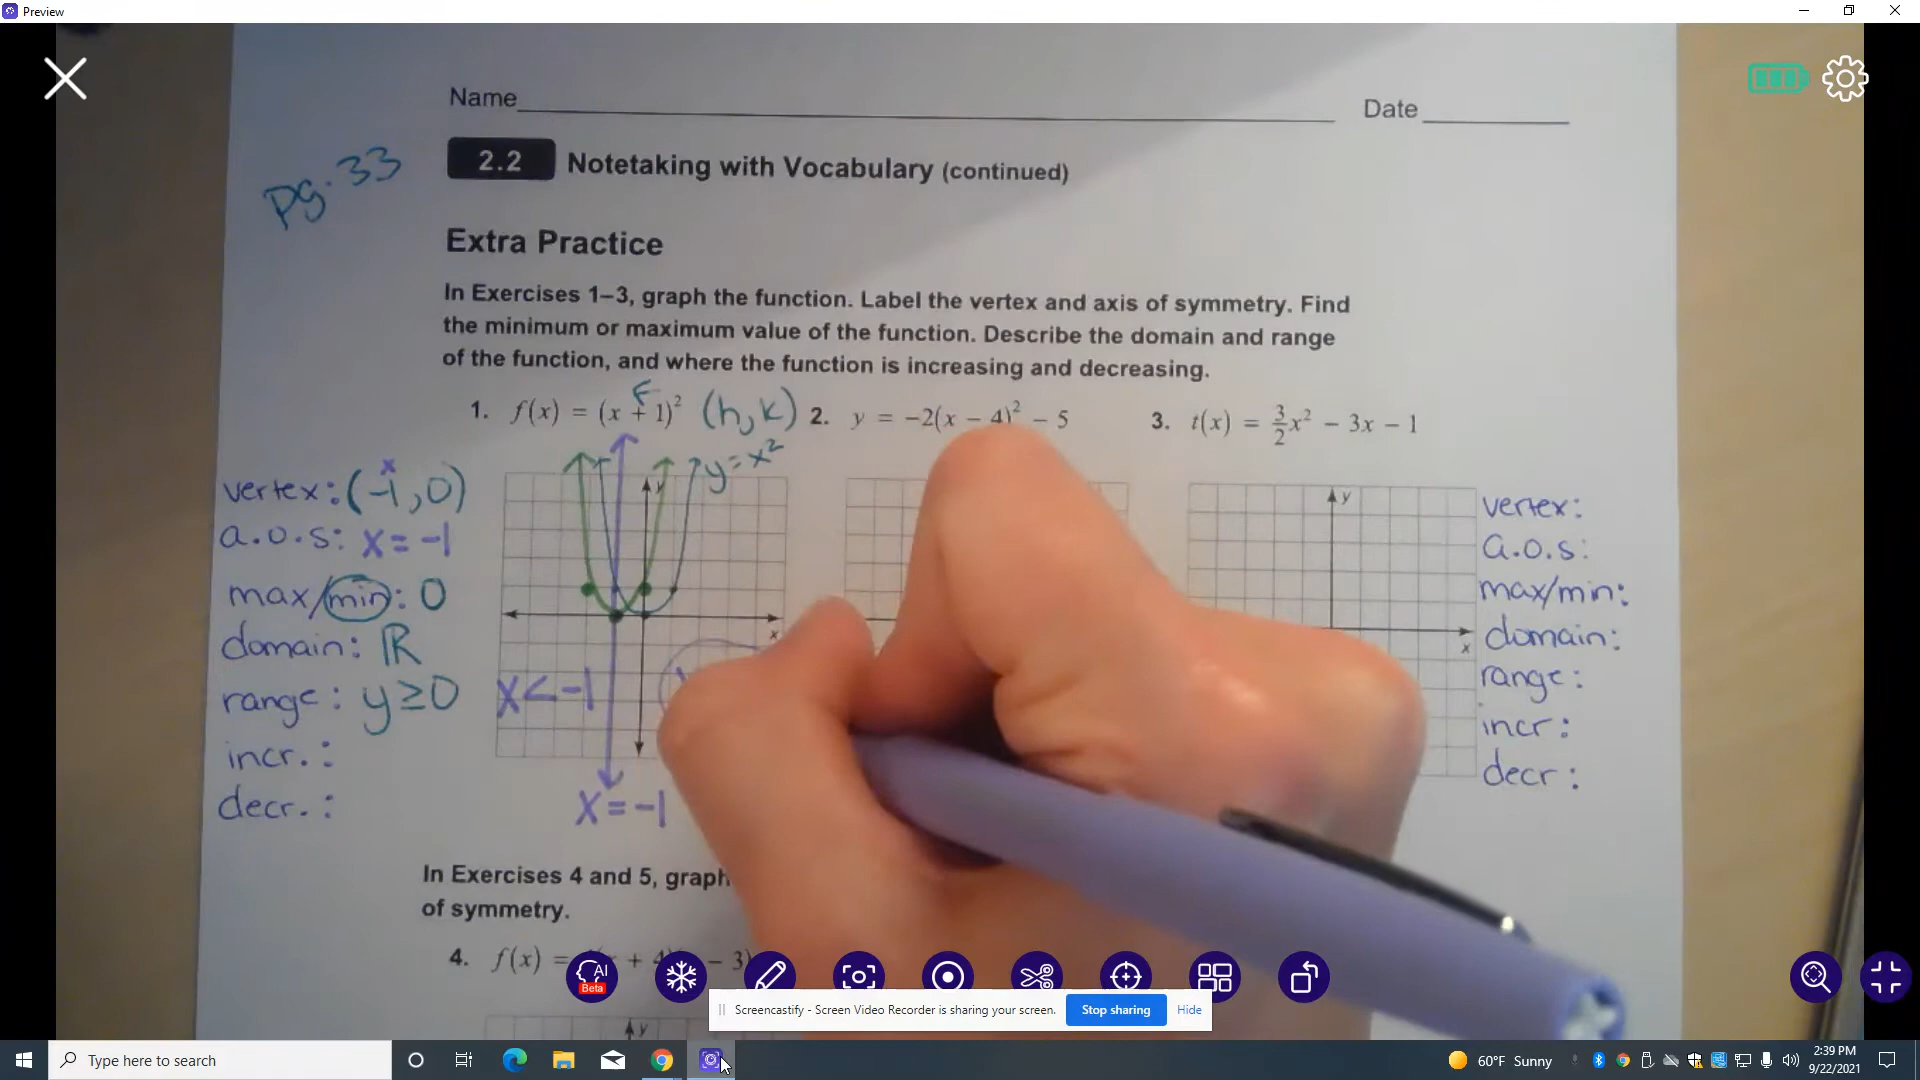 Preview
Name Date
pg. 33
2.2 Notetaking with Vocabulary (continued)
Extra Practice
In Exercises 1–3, graph the function. Label the vertex and axis of symmetry. Find
the minimum or maximum value of the function. Describe the domain and range
of the function, and where the function is increasing and decreasing.
1. f(x) = (x + 1)² (h, k) 2. y = −2(x − 4)² − 5 3. t(x) = 3/2 x² − 3x − 1
y = x²
x
vertex: (-1, 0)
a.o.s: x = -1
max/min: 0
domain: ℝ
range: y ≥ 0
incr.:
decr.:
y
x
x < -1
x = -1
y
x
vertex:
a.o.s:
max/min:
domain:
range:
incr:
decr:
In Exercises 4 and 5, graph
of symmetry.
4. f(x) = + 4 − 3)
y
AI
Beta
Screencastify - Screen Video Recorder is sharing your screen. Stop sharing Hide
Type here to search
60°F Sunny
2:39 PM
9/22/2021